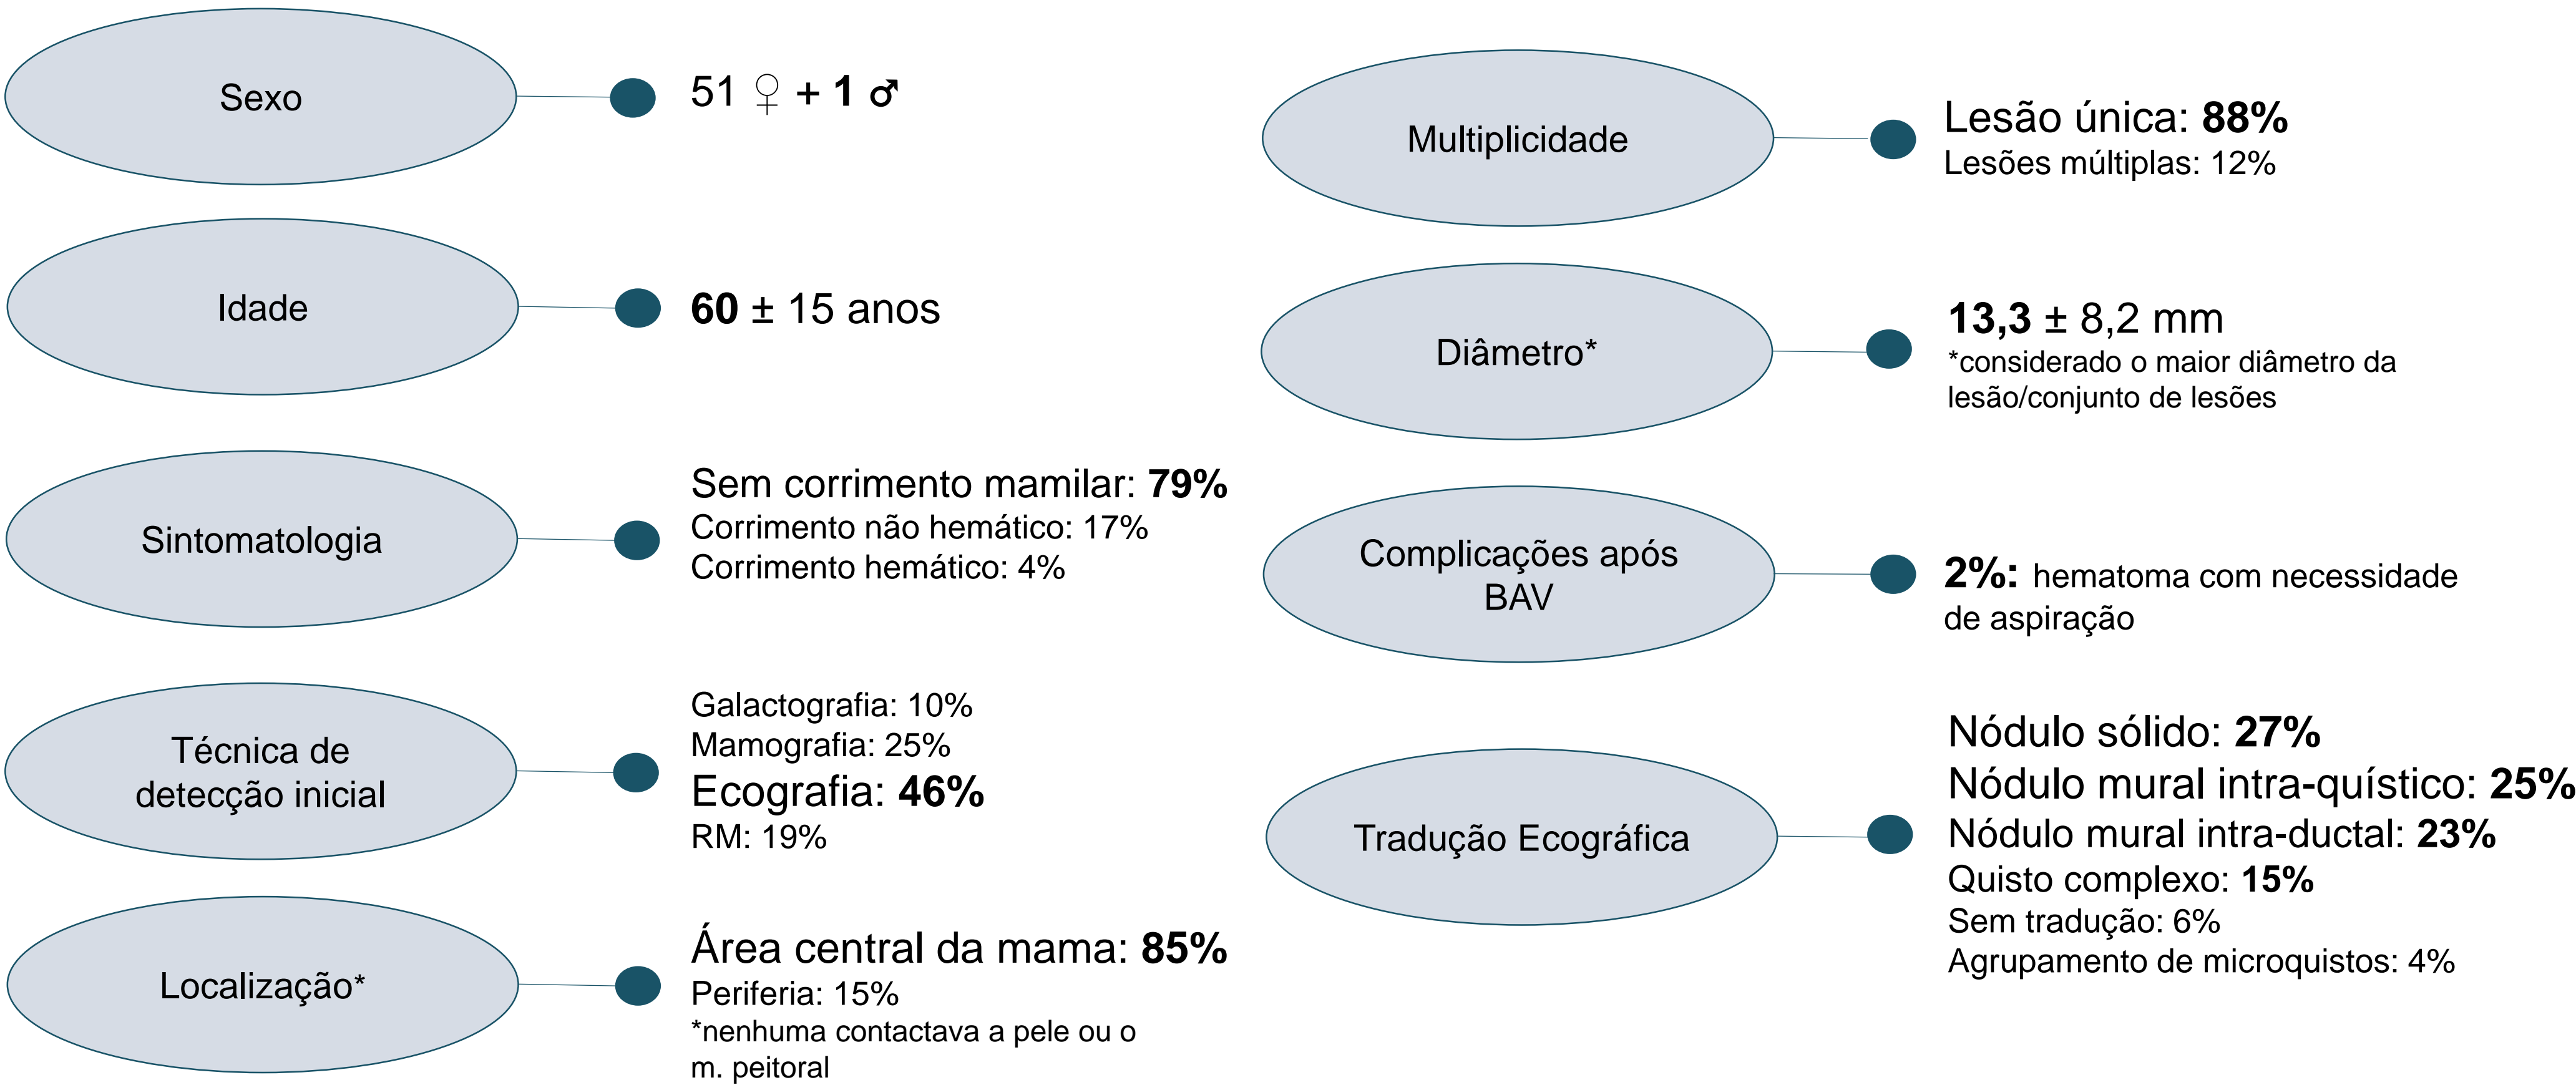 Sexo
51 ♀ + 1 ♂
Idade
60 ± 15 anos
Sintomatologia
Sem corrimento mamilar: 79%
Corrimento não hemático: 17%
Corrimento hemático: 4%
Técnica de
detecção inicial
Galactografia: 10%
Mamografia: 25%
Ecografia: 46%
RM: 19%
Localização*
Área central da mama: 85%
Periferia: 15%
*nenhuma contactava a pele ou o
m. peitoral
Multiplicidade
Lesão única: 88%
Lesões múltiplas: 12%
Diâmetro*
13,3 ± 8,2 mm
*considerado o maior diâmetro da
lesão/conjunto de lesões
Complicações após
BAV
2%: hematoma com necessidade
de aspiração
Tradução Ecográfica
Nódulo sólido: 27%
Nódulo mural intra-quístico: 25%
Nódulo mural intra-ductal: 23%
Quisto complexo: 15%
Sem tradução: 6%
Agrupamento de microquistos: 4%